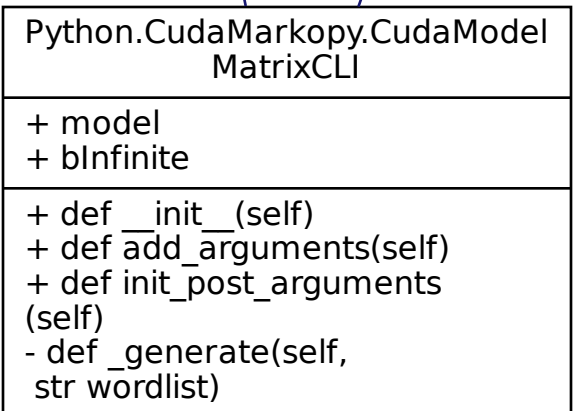 Python.CudaMarkopy.CudaModel
MatrixCLI
+ model
+ bInfinite
+ def __init__(self)
+ def add_arguments(self)
+ def init_post_arguments
(self)
- def _generate(self,
str wordlist)